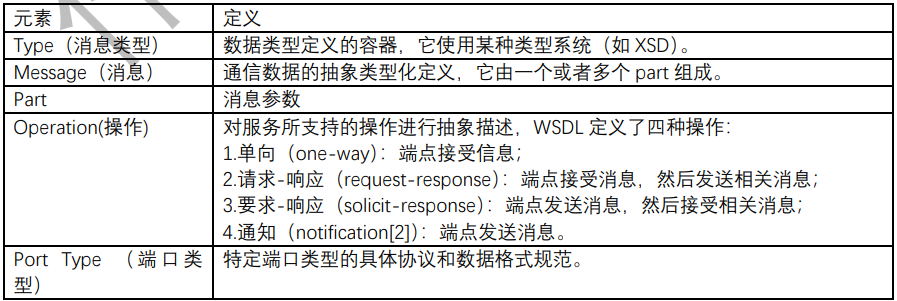 元素 定义
Type（消息类型） 数据类型定义的容器，它使用某种类型系统（如 XSD）。
Message（消息） 通信数据的抽象类型化定义，它由一个或者多个 part 组成。
Part 消息参数
Operation(操作) 对服务所支持的操作进行抽象描述，WSDL 定义了四种操作：
1.单向（one-way）：端点接受信息；
2.请求-响应（request-response）：端点接受消息，然后发送相关消息；
3.要求-响应（solicit-response）：端点发送消息，然后接受相关消息；
4.通知（notification[2]）：端点发送消息。
Port Type （端口类 特定端口类型的具体协议和数据格式规范。
型）